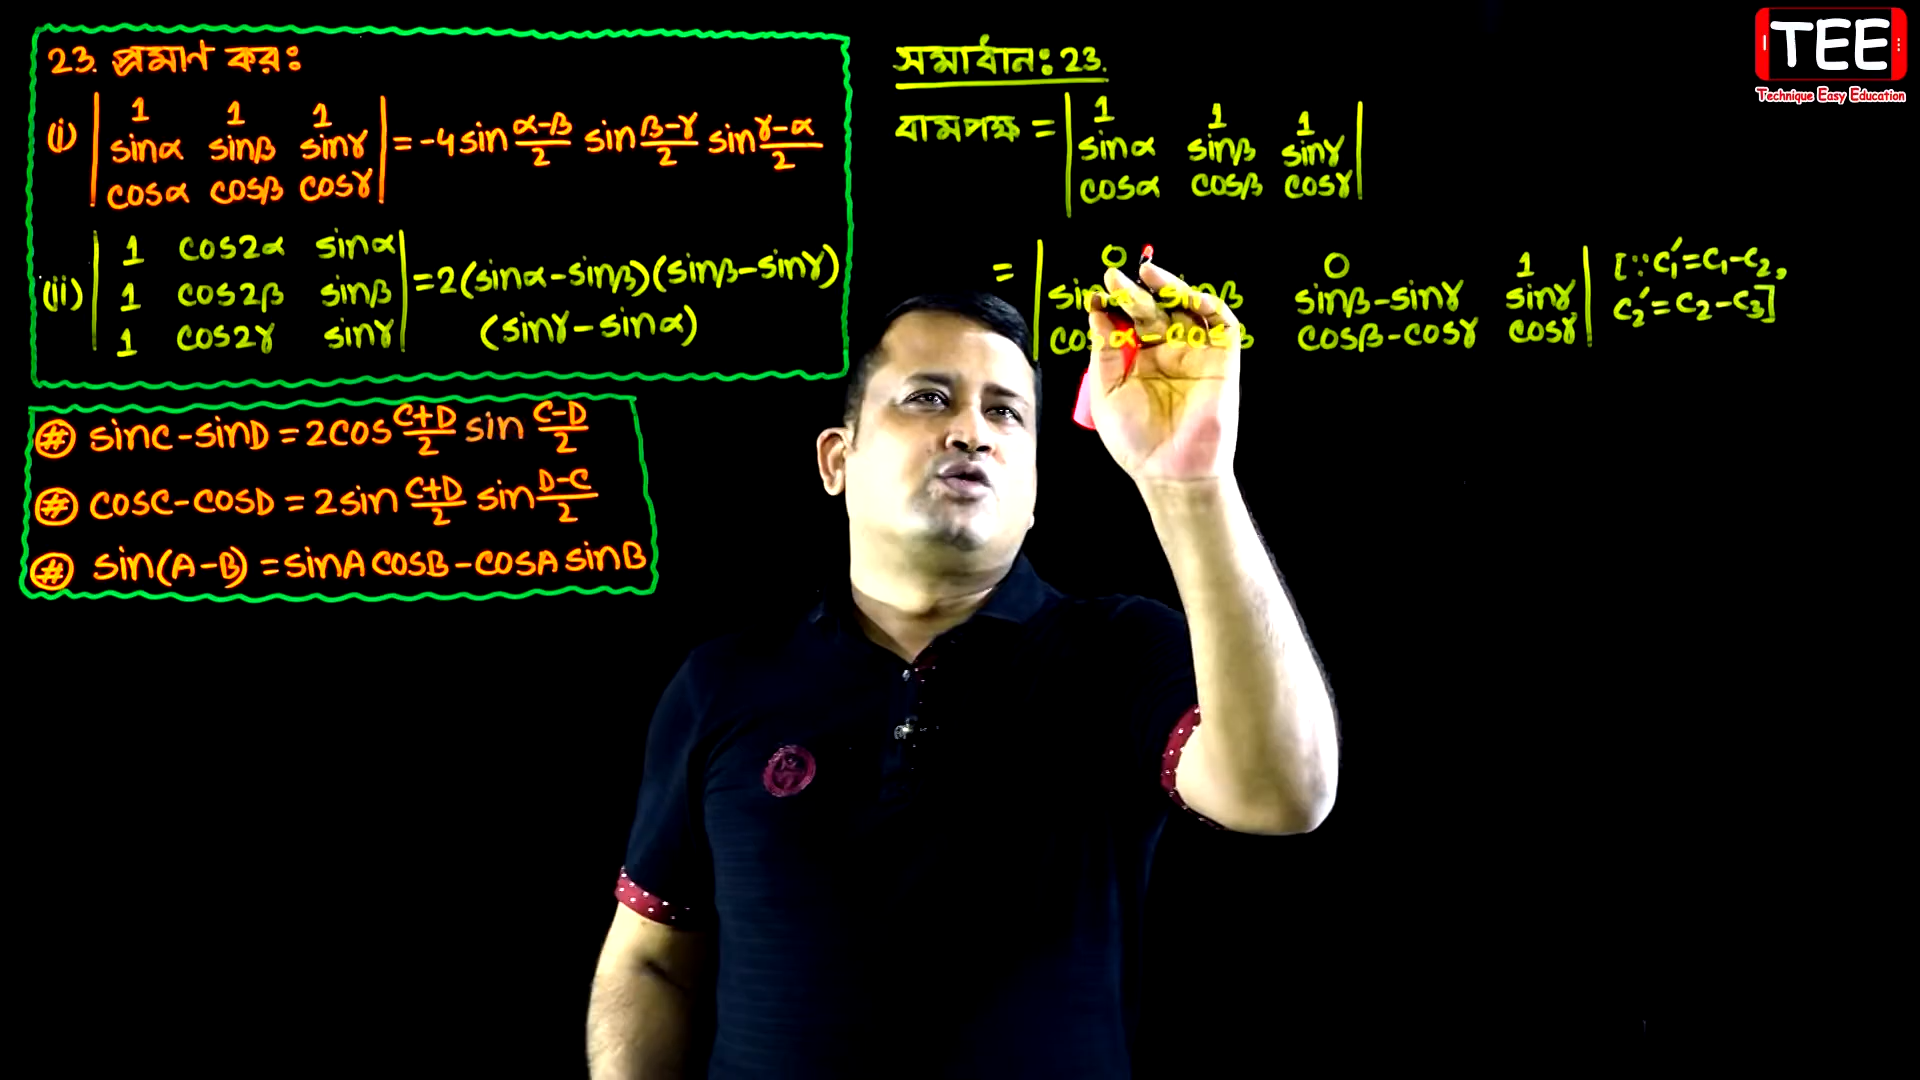 23. প্রমাণ করঃ
(i) | 1 1 1 |
| sinα sinβ sinγ | = -4 sin (α-β)/2 sin (β-γ)/2 sin (γ-α)/2
| cosα cosβ cosγ |
(ii) | 1 cos2α sinα |
| 1 cos2β sinβ | = 2(sinα-sinβ)(sinβ-sinγ)
| 1 cos2γ sinγ | (sinγ-sinα)
# sinC-sinD = 2cos (C+D)/2 sin (C-D)/2
# cosC-cosD = 2sin (C+D)/2 sin (D-C)/2
# sin(A-B) = sinA cosB - cosA sinB
সমাধানঃ 23.
বামপক্ষ = | 1 1 1 |
| sinα sinβ sinγ |
| cosα cosβ cosγ |
= | 0 0 1 | [∵ c₁′ = c₁-c₂,
| sinα-sinβ sinβ-sinγ sinγ | c₂′ = c₂-c₃]
| cosα-cosβ cosβ-cosγ cosγ |
TEE
Technique Easy Education